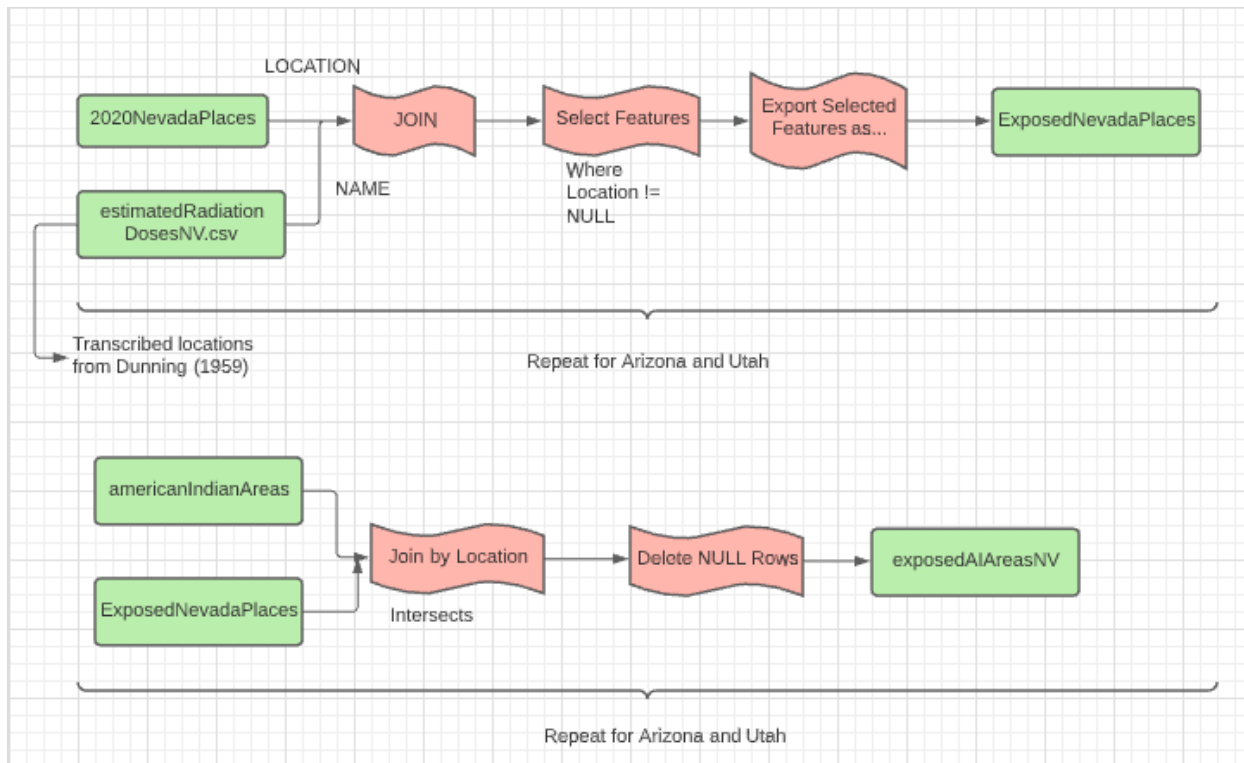 LOCATION
2020NevadaPlaces
JOIN
Select Features
Export Selected
Features as...
ExposedNevadaPlaces
Where
Location !=
NULL
NAME
estimatedRadiation
DosesNV.csv
Transcribed locations
from Dunning (1959)
Repeat for Arizona and Utah
americanIndianAreas
Join by Location
Delete NULL Rows
exposedAIAreasNV
ExposedNevadaPlaces
Intersects
Repeat for Arizona and Utah